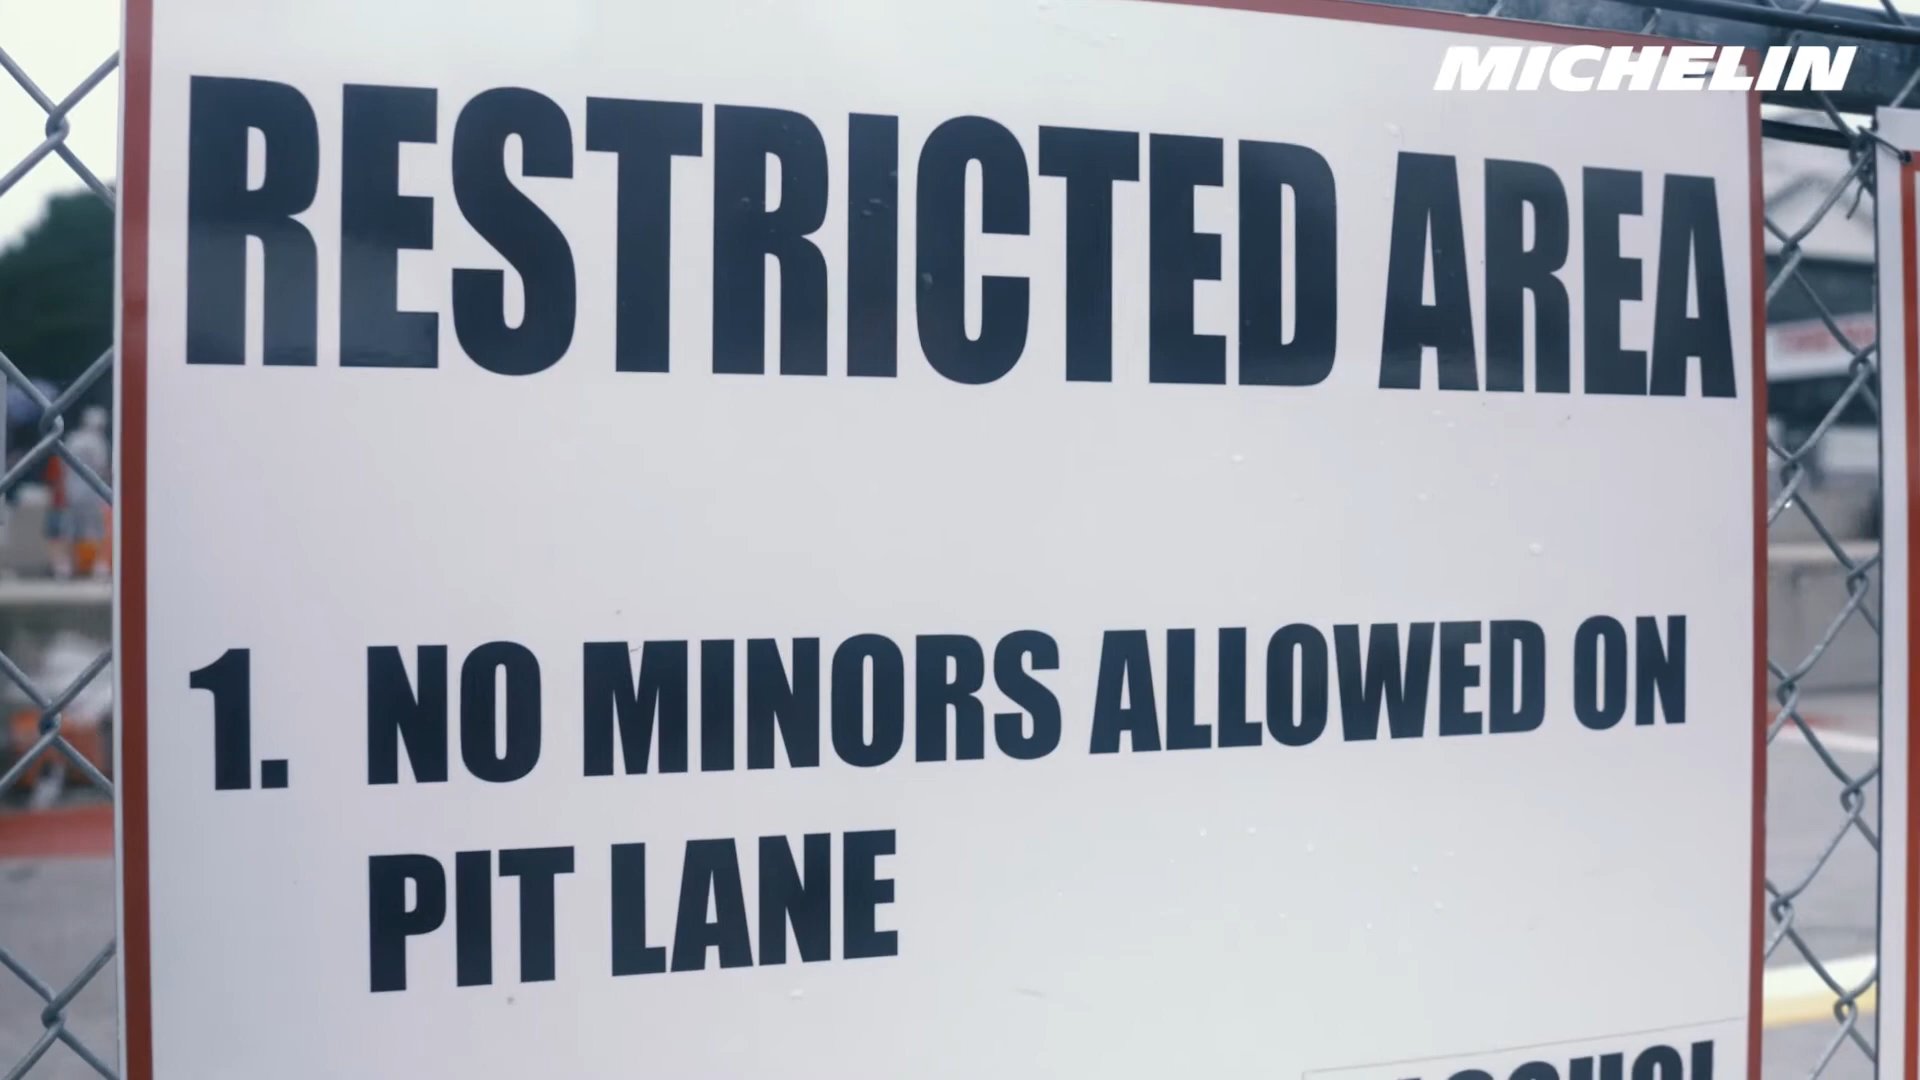 MICHELIN
RESTRICTED AREA
1. NO MINORS ALLOWED ON
PIT LANE